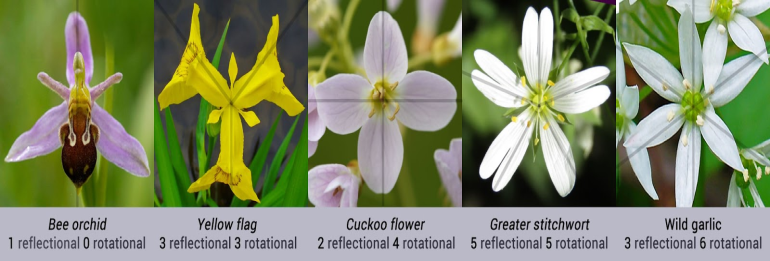 Bee orchid
1 reflectional 0 rotational
Yellow flag
3 reflectional 3 rotational
Cuckoo flower
2 reflectional 4 rotational
Greater stitchwort
5 reflectional 5 rotational
Wild garlic
3 reflectional 6 rotational